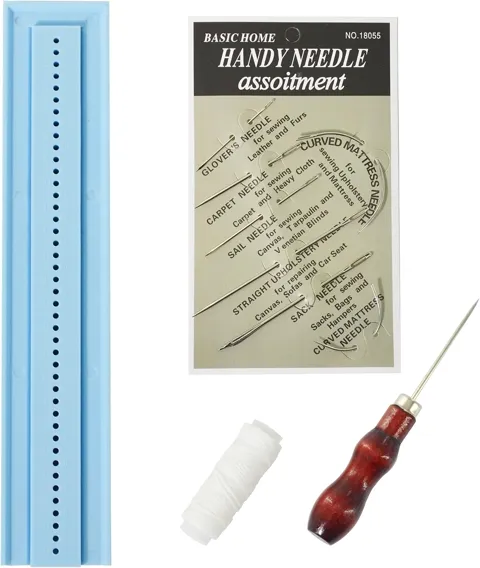 BASIC HOME
NO.18055
HANDY NEEDLE
assoitment
GLOVER'S NEEDLE
for sewing
Leather and Furs
CURVED MATTRESS NEEDLE
for
sewing Upholstery
and Mattress
CARPET NEEDLE
for sewing
Carpet and Heavy Cloth
SAIL NEEDLE
for sewing
Canvas, Tarpaulin and
Venetian Blinds
STRAIGHT UPHOLSTERY NEEDLE
for repairing
Canvas, Sofas and Car Seat
SACK NEEDLE
for sewing
Sacks, Bags and
Hampers
CURVED MATTRESS
NEEDLE